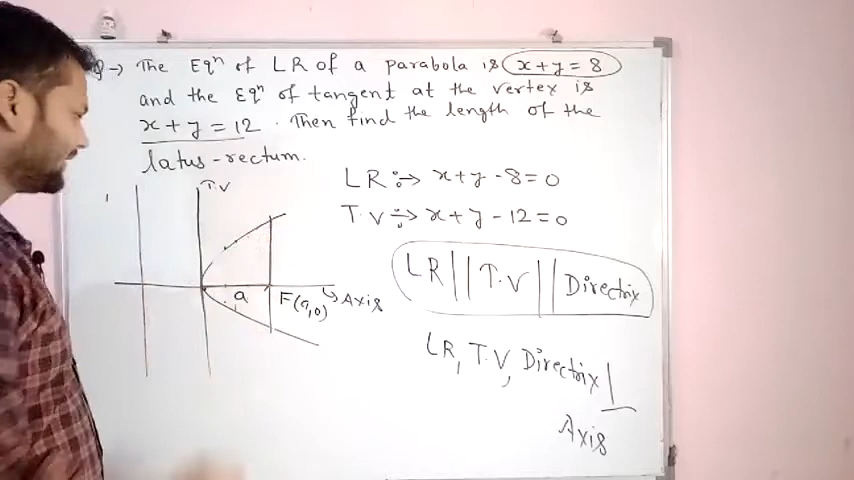 Q→ The Eqⁿ of LR of a parabola is x+y=8
and the Eqⁿ of tangent at the vertex is
x+y=12. Then find the length of the
latus-rectum.
T.V
LR → x+y-8=0
T.V → x+y-12=0
LR || T.V || Directrix
a
F(a,0)
Axis
LR, T.V, Directrix ⊥
Axis